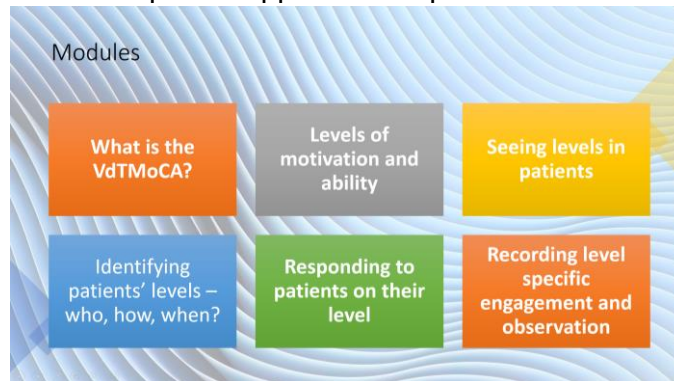 Modules
What is the
VdTMoCA?
Levels of
motivation and
ability
Seeing levels in
patients
Identifying
patients’ levels –
who, how, when?
Responding to
patients on their
level
Recording level
specific
engagement and
observation